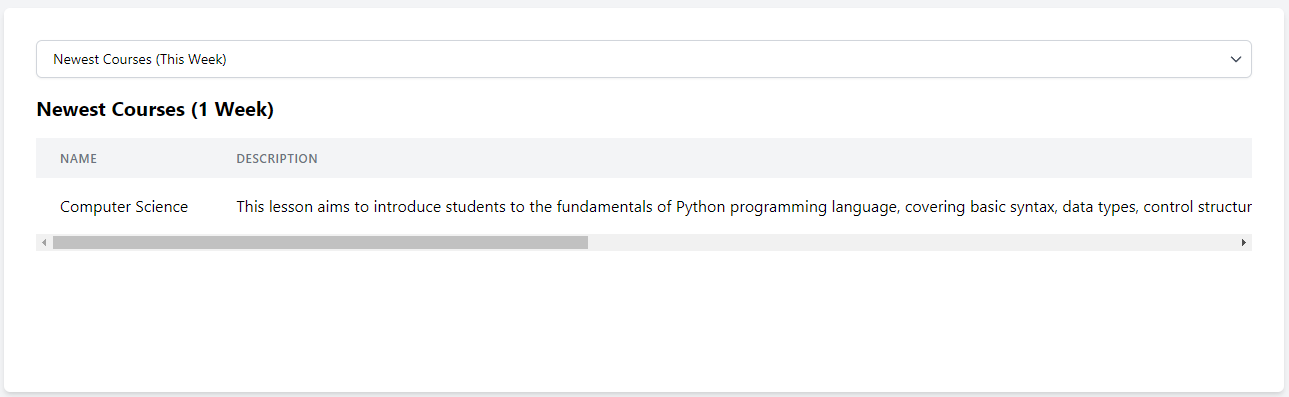 Newest Courses (This Week)
Newest Courses (1 Week)
NAME DESCRIPTION
Computer Science This lesson aims to introduce students to the fundamentals of Python programming language, covering basic syntax, data types, control structur